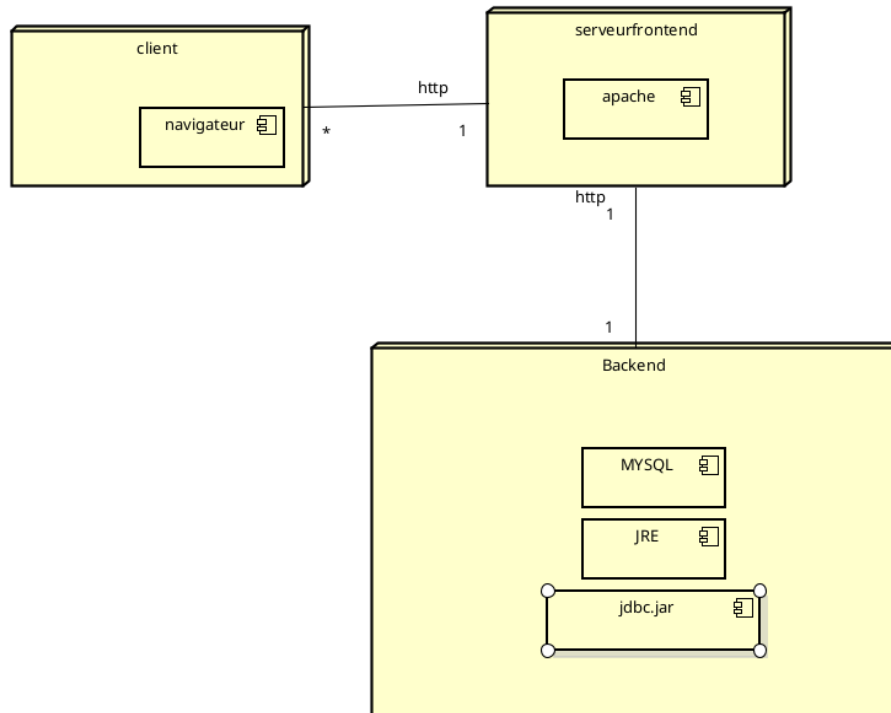 client
navigateur
*
http
1
serveurfrontend
apache
http
1
1
Backend
MYSQL
JRE
jdbc.jar